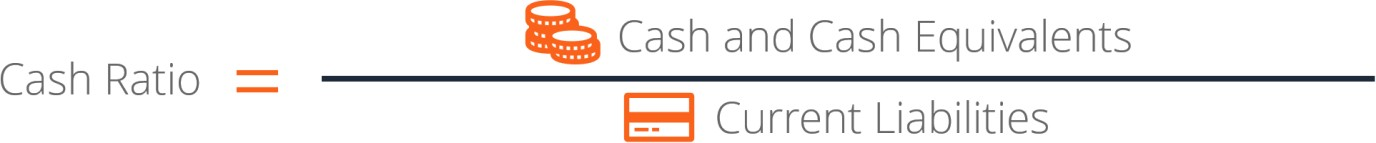 Cash and Cash Equivalents
Cash Ratio =
Current Liabilities